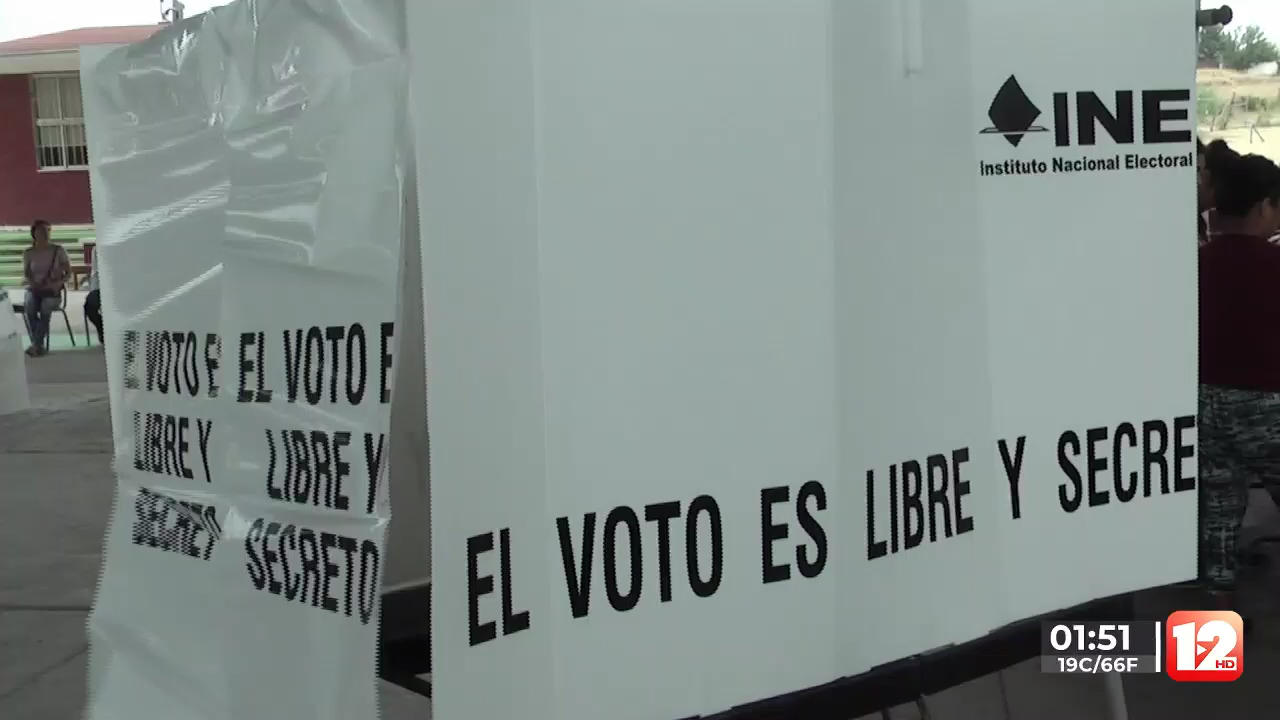 INE
Instituto Nacional Electoral
EL VOTO E
LIBRE Y
SECRETO
EL VOTO E
LIBRE Y
SECRETO
EL VOTO ES LIBRE Y SECRE
01:51
19C/66F
12
HD